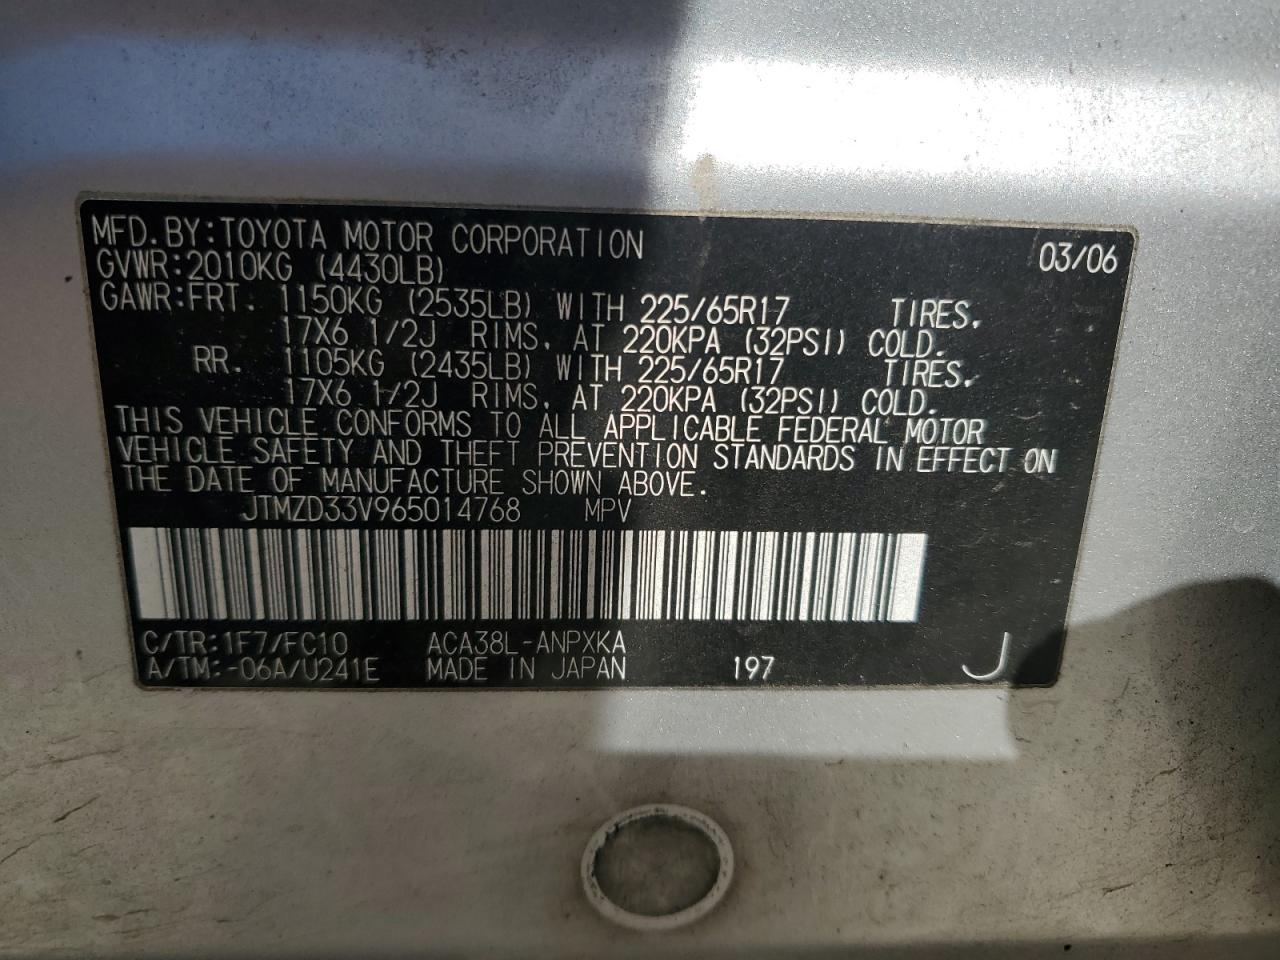 MFD.BY:TOYOTA MOTOR CORPORATION 03/06
GVWR:2010KG (4430LB)
GAWR:FRT. 1150KG (2535LB) WITH 225/65R17 TIRES,
17X6 1/2J RIMS, AT 220KPA (32PSI) COLD.
RR. 1105KG (2435LB) WITH 225/65R17 TIRES,
17X6 1/2J RIMS, AT 220KPA (32PSI) COLD.
THIS VEHICLE CONFORMS TO ALL APPLICABLE FEDERAL MOTOR
VEHICLE SAFETY AND THEFT PREVENTION STANDARDS IN EFFECT ON
THE DATE OF MANUFACTURE SHOWN ABOVE.
JTMZD33V965014768 MPV
C/TR:1F7/FC10 ACA38L-ANPXKA
A/TM:-06A/U241E MADE IN JAPAN 197 J